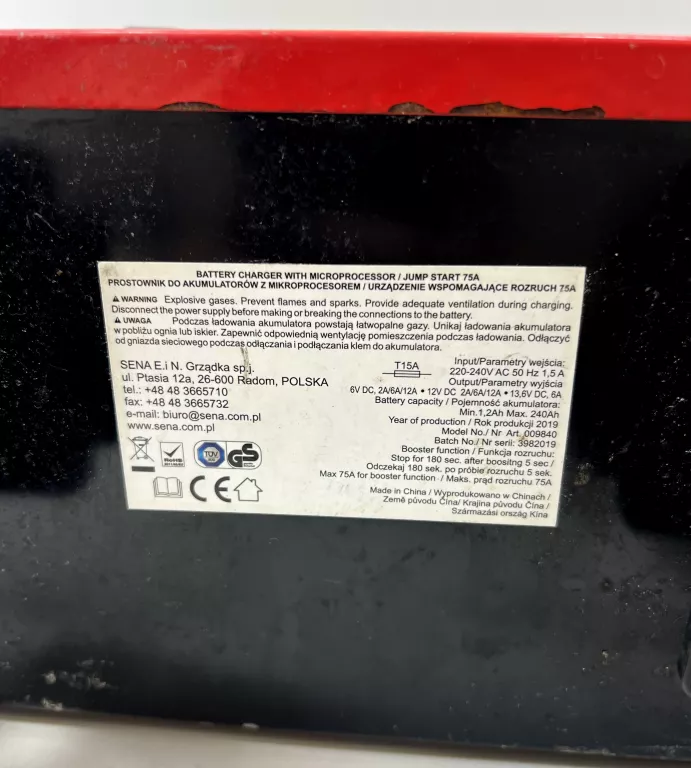 BATTERY CHARGER WITH MICROPROCESSOR / JUMP START 75A
PROSTOWNIK DO AKUMULATORÓW Z MIKROPROCESOREM / URZĄDZENIE WSPOMAGAJĄCE ROZRUCH 75A
WARNING Explosive gases. Prevent flames and sparks. Provide adequate ventilation during charging.
Disconnect the power supply before making or breaking the connections to the battery.
UWAGA Podczas ładowania akumulatora powstają łatwopalne gazy. Unikaj ładowania akumulatora
w pobliżu ognia lub iskier. Zapewnić odpowiednią wentylację pomieszczenia podczas ładowania. Odłączyć
od gniazda sieciowego podczas odłączania i podłączania klem do akumulatora.
SENA E.i N. Grządka sp.j.
ul. Ptasia 12a, 26-600 Radom, POLSKA
tel.: +48 48 3665710
fax: +48 48 3665732
e-mail: biuro@sena.com.pl
www.sena.com.pl
RoHS
TÜV
GS
CE
T15A
Input/Parametry wejścia:
220-240V AC 50 Hz 1,5 A
Output/Parametry wyjścia
6V DC, 2A/6A/12A • 12V DC 2A/6A/12A • 13,6V DC, 6A
Battery capacity / Pojemność akumulatora:
Min.1,2Ah Max. 240Ah
Year of production / Rok produkcji 2019
Model No./ Nr Art. 009840
Batch No./ Nr serii: 3982019
Booster function / Funkcja rozruchu:
Stop for 180 sec. after boositng 5 sec /
Odczekaj 180 sek. po próbie rozruchu 5 sek.
Max 75A for booster function / Maks. prąd rozruchu 75A
Made in China / Wyprodukowano w Chinach /
Země původu Čína/ Krajina pôvodu Čína /
Származási ország Kína